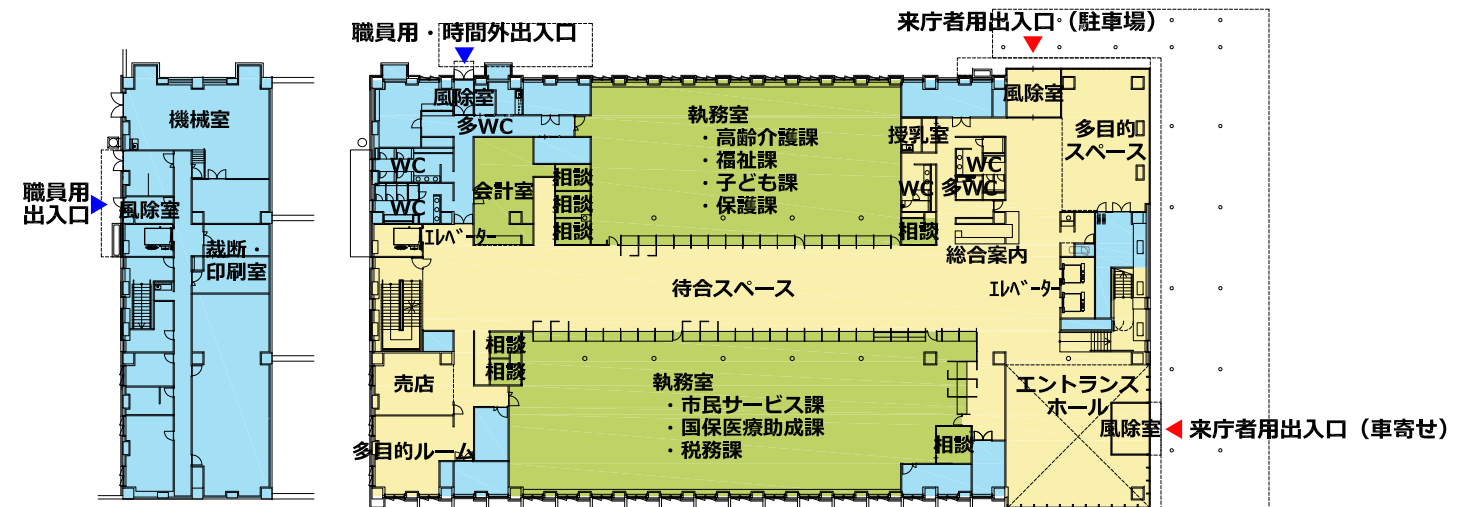 職員用・時間外出入口
来庁者用出入口（駐車場）
機械室
職員用
出入口
風除室
裁断・
印刷室
風除室
多WC
WC
WC
会計室
ｴﾚﾍﾞｰﾀｰ
相談
相談
相談
執務室
・高齢介護課
・福祉課
・子ども課
・保護課
授乳室
WC
WC
多WC
相談
風除室
多目的
スペース
総合案内
ｴﾚﾍﾞｰﾀｰ
待合スペース
相談
相談
売店
多目的ルーム
執務室
・市民サービス課
・国保医療助成課
・税務課
相談
エントランス
ホール
風除室
来庁者用出入口（車寄せ）